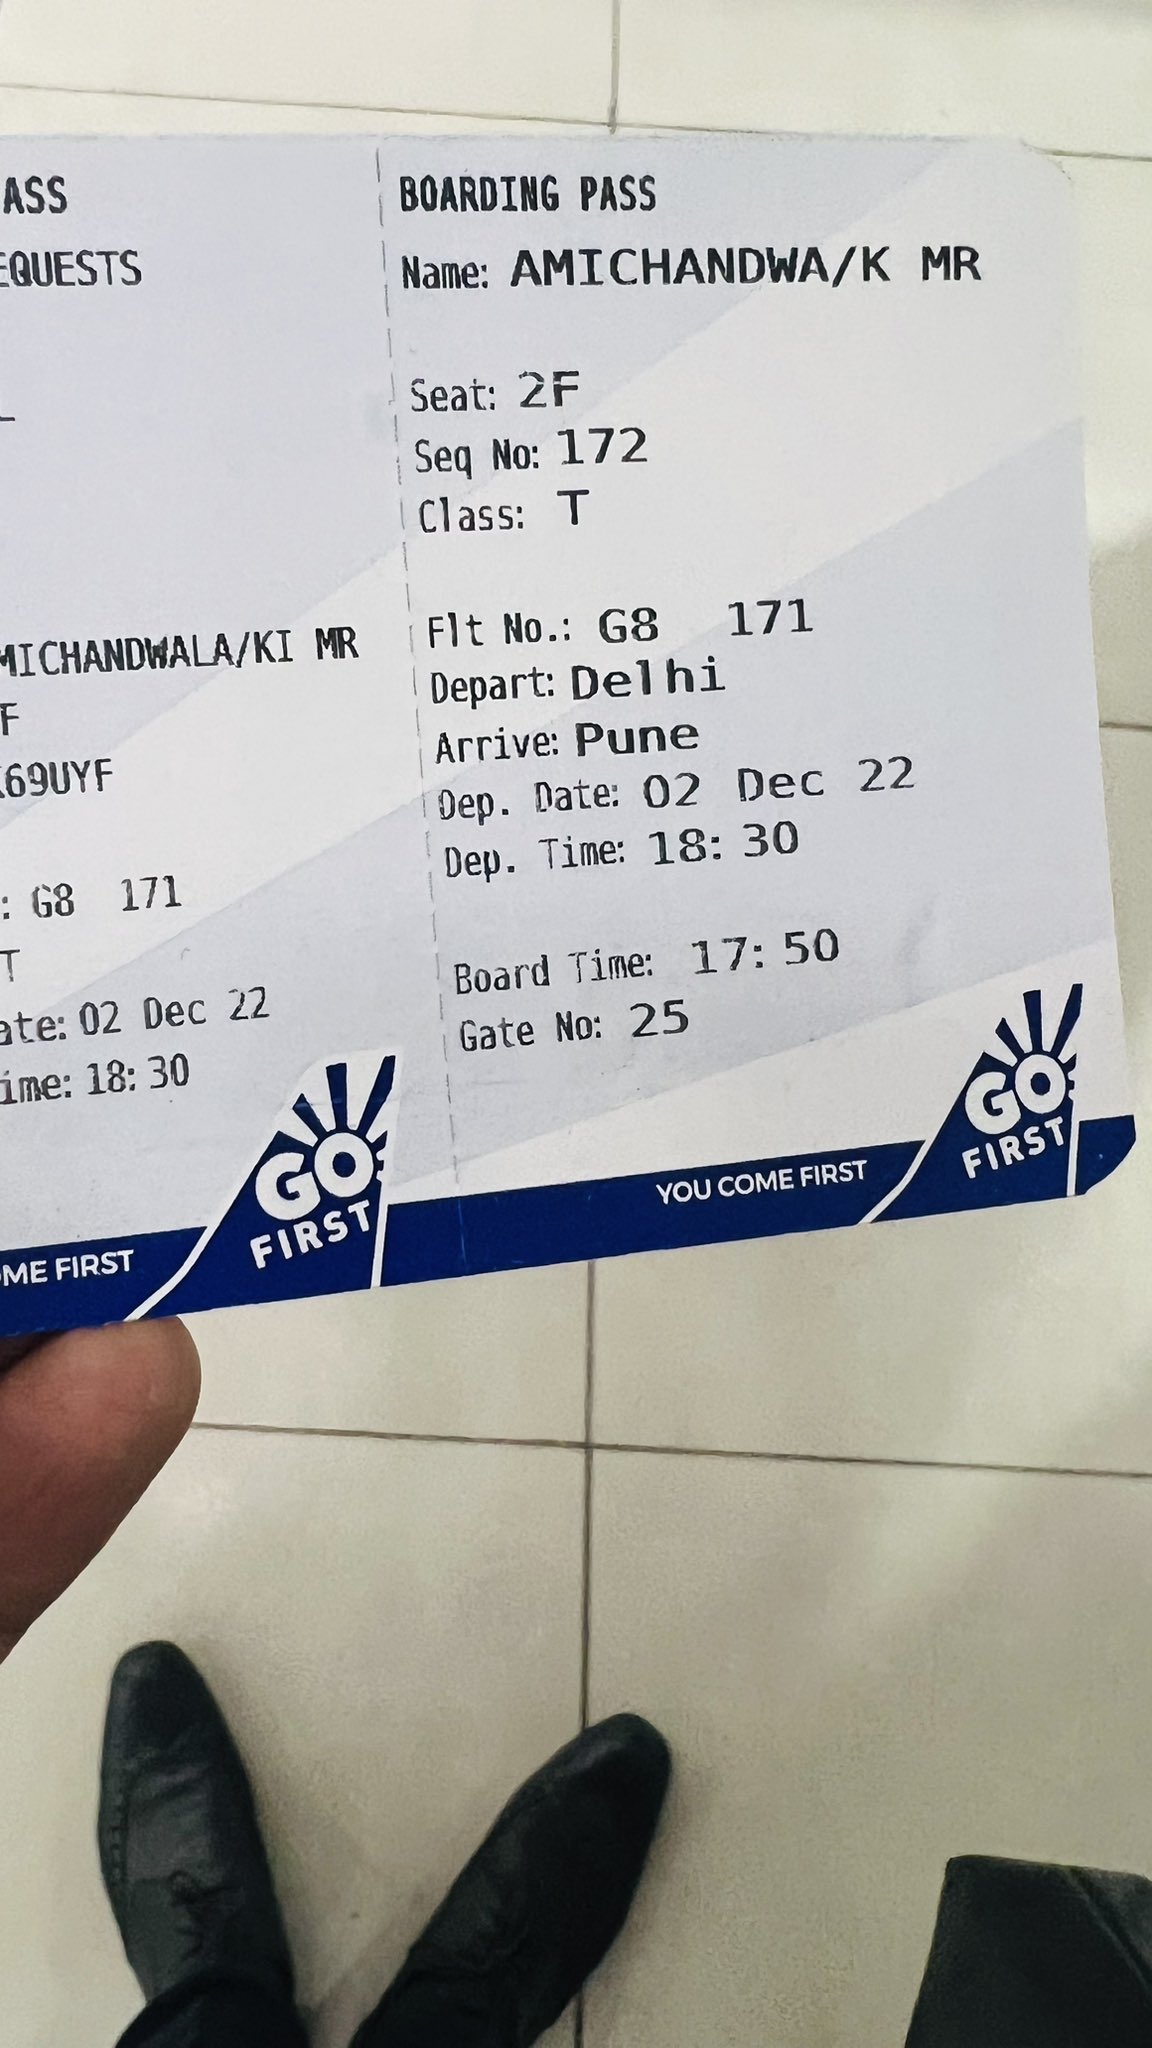 ASS
EQUESTS
MICHANDWALA/KI MR
F
69UYF
: G8 171
T
ate: 02 Dec 22
ime: 18:30
OME FIRST
GO FIRST
BOARDING PASS
Name: AMICHANDWA/K MR
Seat: 2F
Seq No: 172
Class: T
Flt No.: G8 171
Depart: Delhi
Arrive: Pune
Dep. Date: 02 Dec 22
Dep. Time: 18:30
Board Time: 17:50
Gate No: 25
YOU COME FIRST
GO FIRST